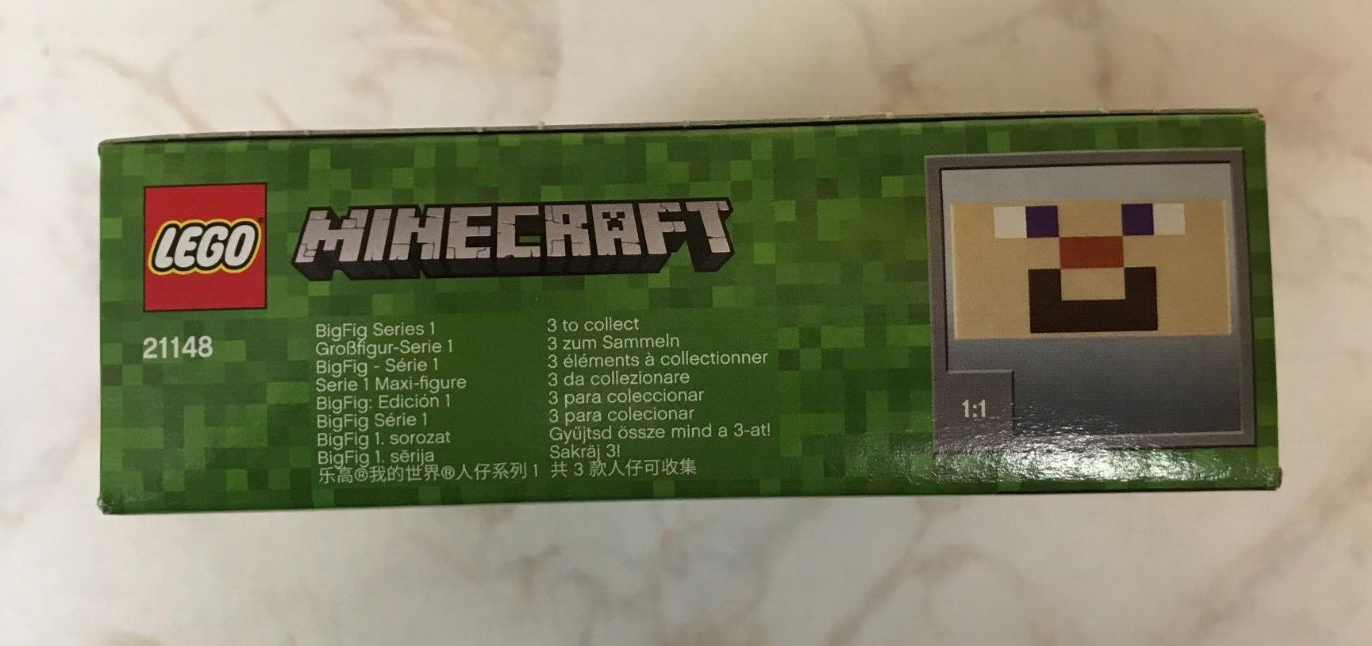 LEGO
MINECRAFT
21148
BigFig Series 1
Großfigur-Serie 1
BigFig - Série 1
Serie 1 Maxi-figure
BigFig: Edición 1
BigFig Série 1
BigFig 1. sorozat
BigFig 1. sērija
乐高®我的世界®人仔系列 1
3 to collect
3 zum Sammeln
3 éléments à collectionner
3 da collezionare
3 para coleccionar
3 para colecionar
Gyűjtsd össze mind a 3-at!
Sakrāj 3!
共 3 款人仔可收集
1:1